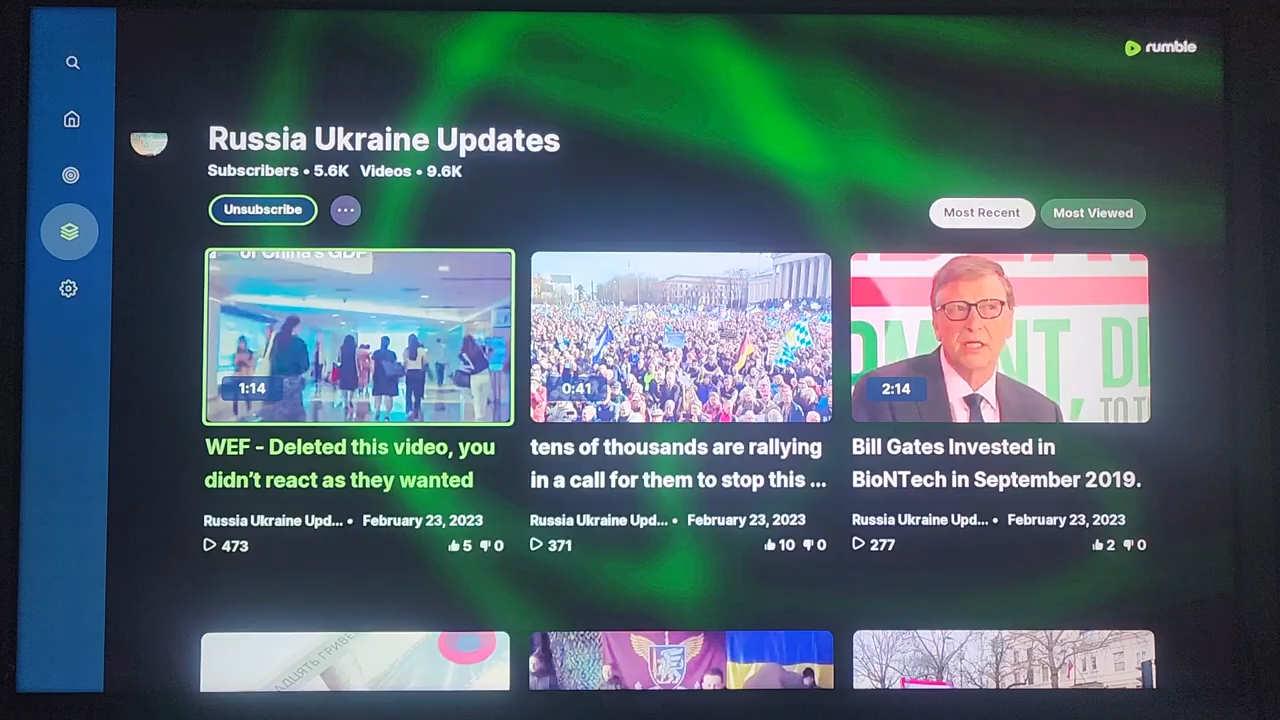 rumble
Russia Ukraine Updates
Subscribers • 5.6K Videos • 9.6K
Unsubscribe
Most Recent
Most Viewed
of China's GDP
1:14
0:41
2:14
WEF - Deleted this video, you
didn't react as they wanted
tens of thousands are rallying
in a call for them to stop this ...
Bill Gates Invested in
BioNTech in September 2019.
Russia Ukraine Upd... • February 23, 2023
Russia Ukraine Upd... • February 23, 2023
Russia Ukraine Upd... • February 23, 2023
473
5
0
371
10
0
277
2
0